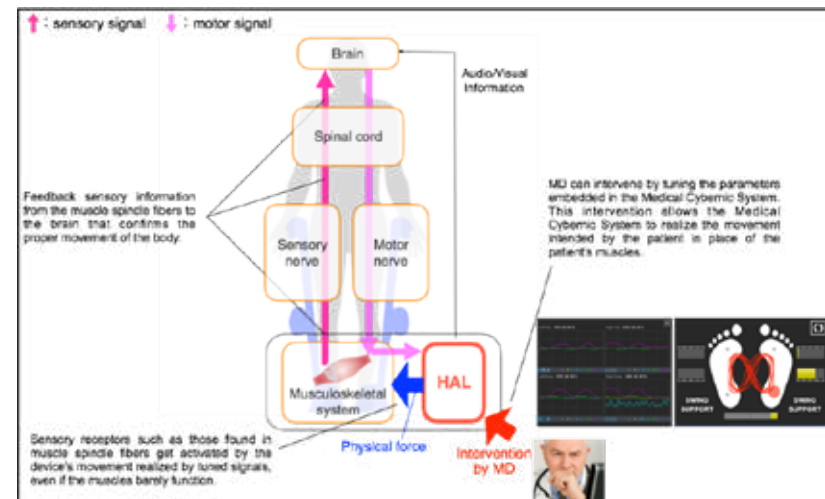 : sensory signal
: motor signal
Brain
Audio/Visual
Information
Spinal cord
Feedback sensory information
from the muscle spindle fibers to
the brain that confirms the
proper movement of the body.
MD can intervene by tuning the parameters
embedded in the Medical Cybernic System.
This intervention allows the Medical
Cybernic System to realize the movement
intended by the patient in place of the
patient's muscles.
Sensory
nerve
Motor
nerve
Musculoskeletal
system
HAL
Physical force
Intervention
by MD
Sensory receptors such as those found in
muscle spindle fibers get activated by the
device's movement realized by tuned signals,
even if the muscles barely function.
SWING
SUPPORT
SWING
SUPPORT